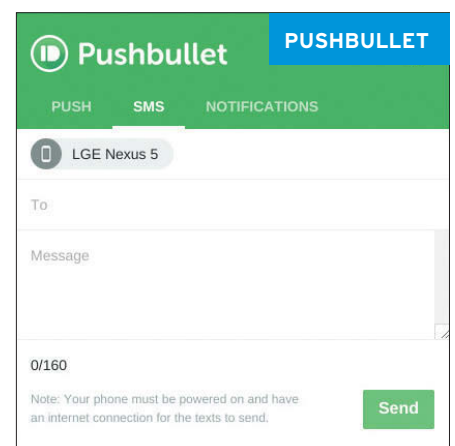 Pushbullet
PUSHBULLET
PUSH SMS NOTIFICATIONS
LGE Nexus 5
To
Message
0/160
Note: Your phone must be powered on and have
an internet connection for the texts to send.
Send